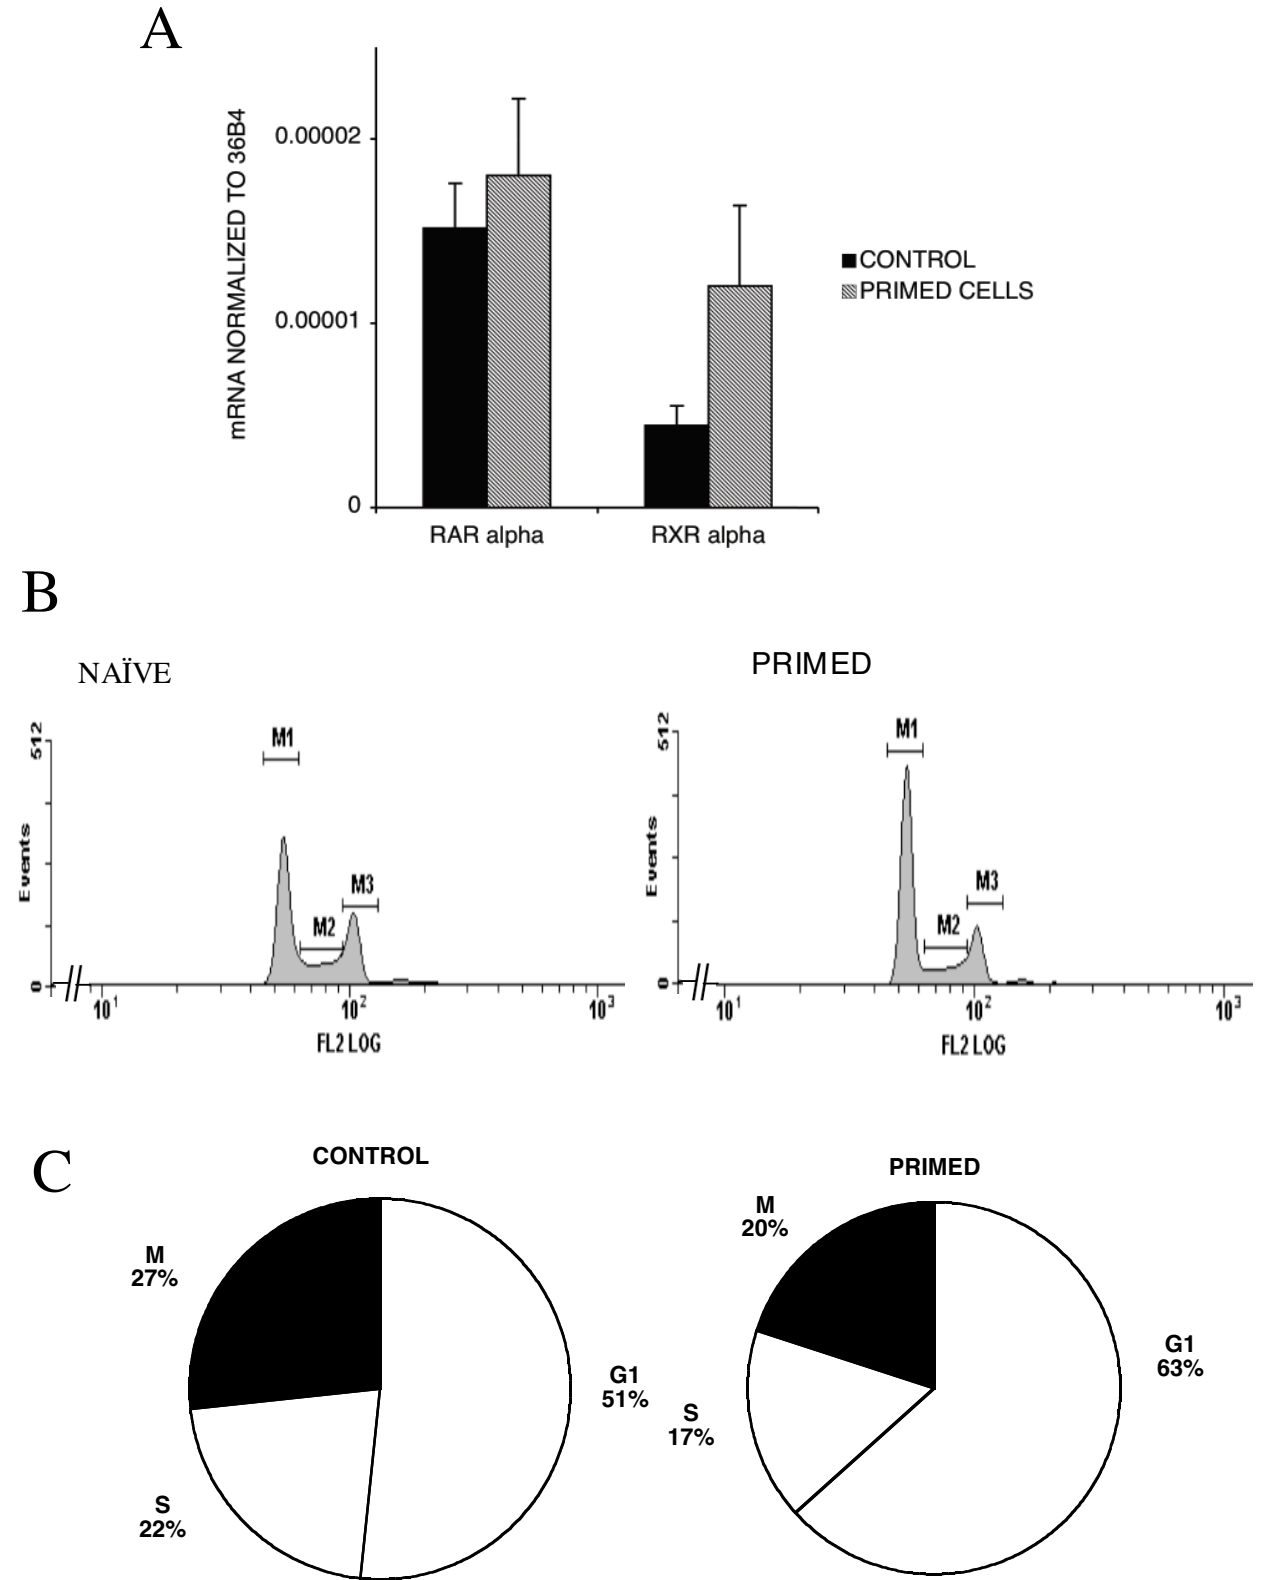 A
mRNA NORMALIZED TO 36B4
0.00002
0.00001
0
RAR alpha
RXR alpha
CONTROL
PRIMED CELLS
B
NAÏVE
512
Events
0
M1
M2
M3
10¹
10²
10³
FL2 LOG
PRIMED
512
Events
0
M1
M2
M3
10¹
10²
10³
FL2 LOG
C
CONTROL
M
27%
G1
51%
S
22%
PRIMED
M
20%
G1
63%
S
17%